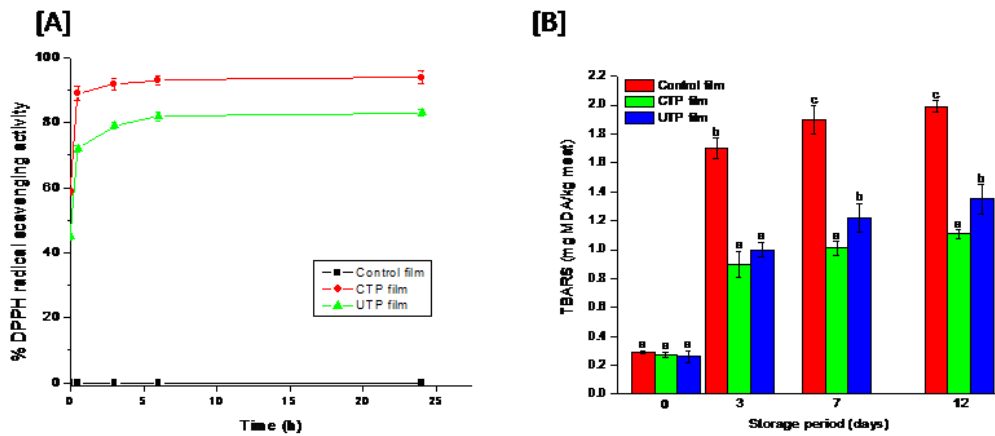 [A]
100
80
60
40
20
0
% DPPH radical scavenging activity
Control film
CTP film
UTP film
0 5 10 15 20 25
Time (h)
[B]
2.2
2.0
1.8
1.6
1.4
1.2
1.0
0.8
0.6
0.4
0.2
0.0
TBARS (mg MDA/kg meat)
Control film
CTP film
UTP film
a a a
b a a
c a b
c a b
0 3 7 12
Storage period (days)